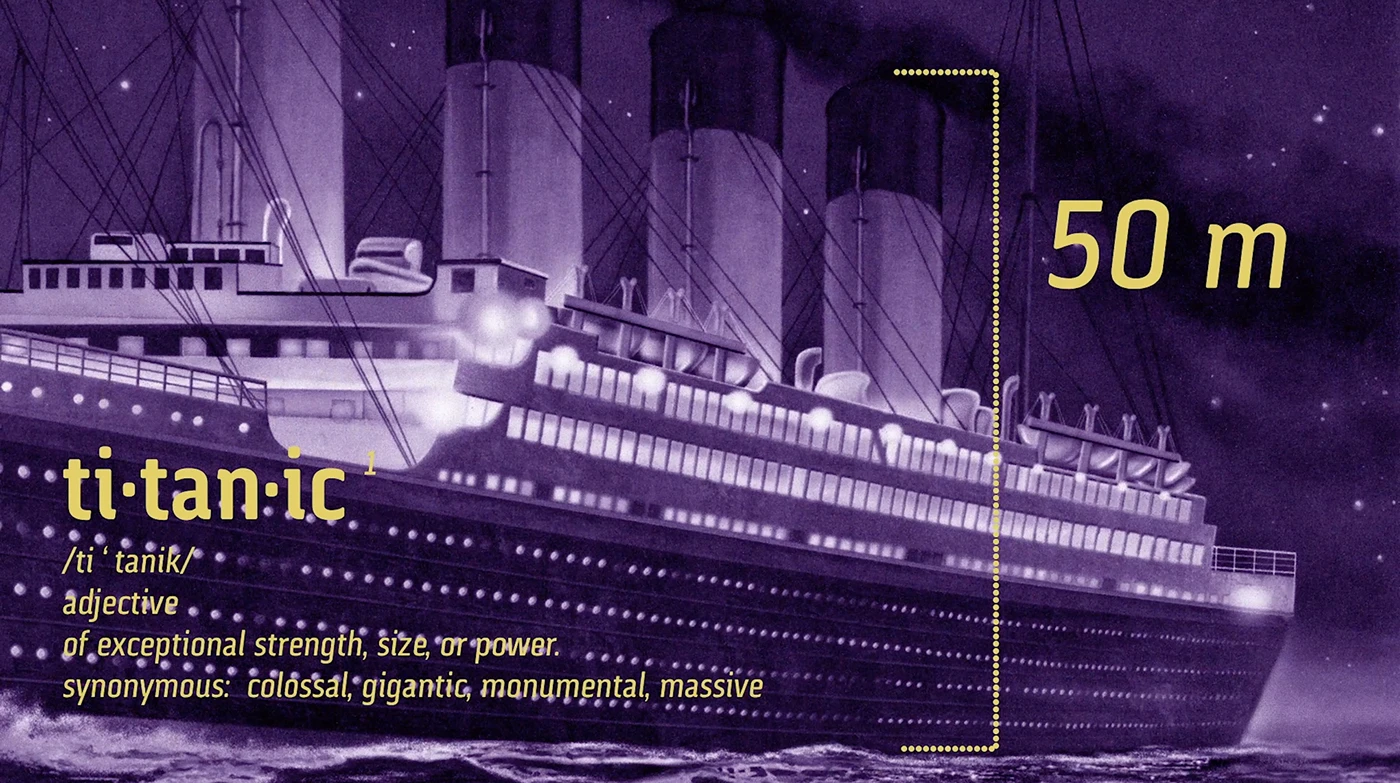 50 m
ti·tan·ic 1
/ti ‘ tanik/
adjective
of exceptional strength, size, or power.
synonymous:  colossal, gigantic, monumental, massive